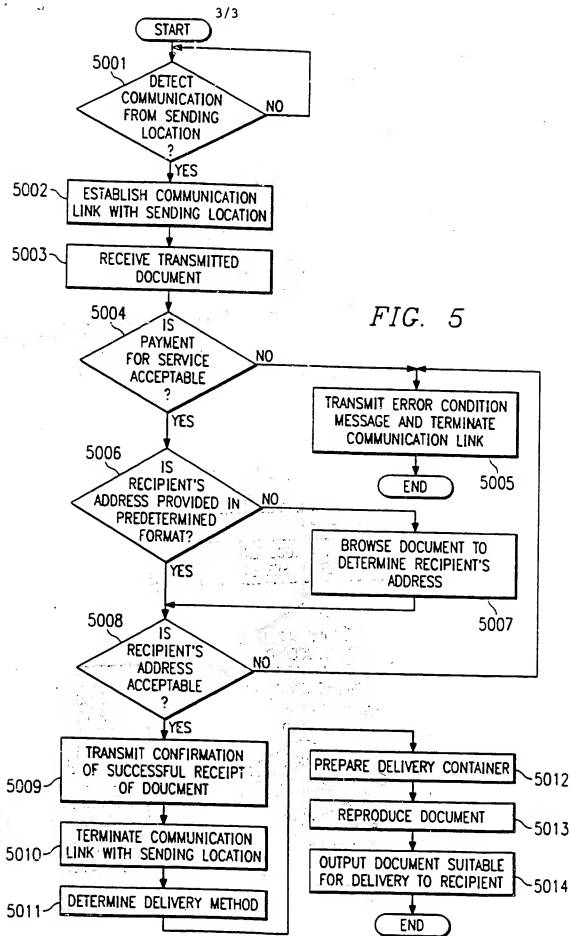 3/3
START
5001
DETECT
COMMUNICATION
FROM SENDING
LOCATION
?
NO
YES
5002
ESTABLISH COMMUNICATION
LINK WITH SENDING LOCATION
5003
RECEIVE TRANSMITTED
DOCUMENT
FIG. 5
5004
IS
PAYMENT
FOR SERVICE
ACCEPTABLE
?
NO
YES
TRANSMIT ERROR CONDITION
MESSAGE AND TERMINATE
COMMUNICATION LINK
5005
END
5006
IS
RECIPIENT'S
ADDRESS PROVIDED IN
PREDETERMINED
FORMAT?
NO
YES
BROWSE DOCUMENT TO
DETERMINE RECIPIENT'S
ADDRESS
5007
5008
IS
RECIPIENT'S
ADDRESS
ACCEPTABLE
?
NO
YES
5009
TRANSMIT CONFIRMATION
OF SUCCESSFUL RECEIPT
OF DOUCMENT
5010
TERMINATE COMMUNICATION
LINK WITH SENDING LOCATION
5011
DETERMINE DELIVERY METHOD
PREPARE DELIVERY CONTAINER
5012
REPRODUCE DOCUMENT
5013
OUTPUT DOCUMENT SUITABLE
FOR DELIVERY TO RECIPIENT
5014
END